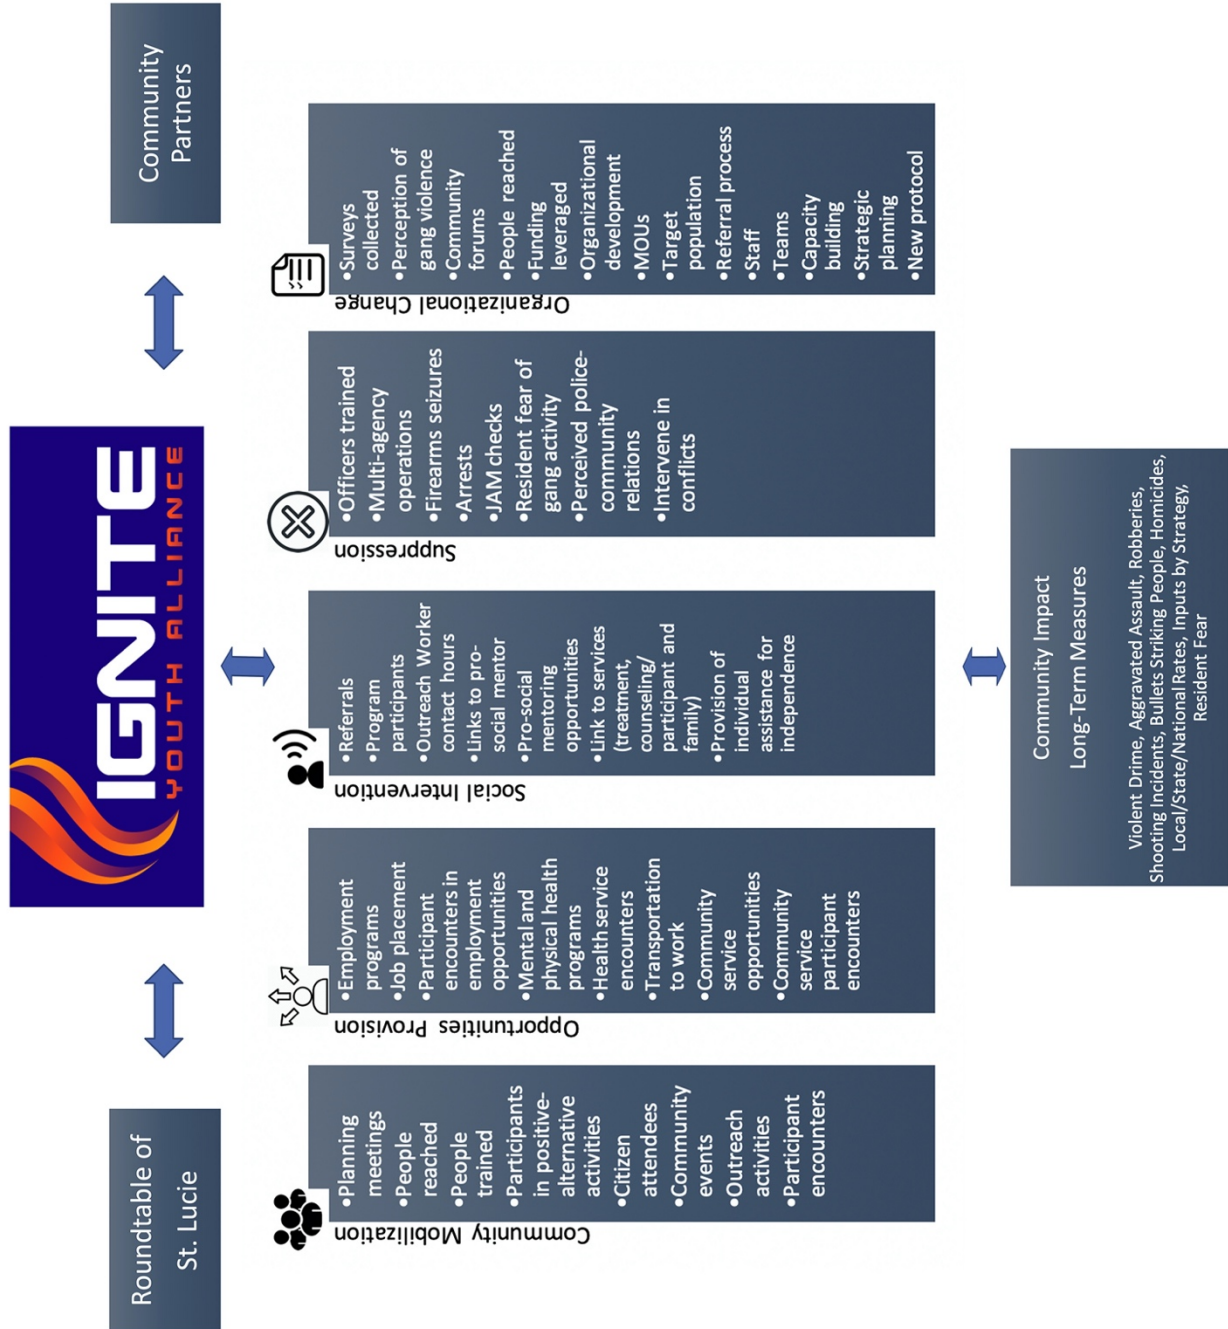 Roundtable of
St. Lucie
IGNITE
YOUTH ALLIANCE
Community
Partners
Community Mobilization
•Planning
meetings
•People
reached
•People
trained
•Participants
in positive-
alternative
activities
•Citizen
attendees
•Community
events
•Outreach
activities
•Participant
encounters
Opportunities Provision
•Employment
programs
•Job placement
•Participant
encounters in
employment
opportunities
•Mental and
physical health
programs
•Health service
encounters
•Transportation
to work
•Community
service
opportunities
•Community
service
participant
encounters
Social Intervention
•Referrals
•Program
participants
•Outreach Worker
contact hours
•Links to pro-
social mentor
•Pro-social
mentoring
opportunities
•Link to services
(treatment,
counseling/
participant and
family)
•Provision of
individual
assistance for
independence
Suppression
•Officers trained
•Multi-agency
operations
•Firearms seizures
•Arrests
•JAM checks
•Resident fear of
gang activity
•Perceived police-
community
relations
•Intervene in
conflicts
Organizational Change
•Surveys
collected
•Perception of
gang violence
•Community
forums
•People reached
•Funding
leveraged
•Organizational
development
•MOUs
•Target
population
•Referral process
•Staff
•Teams
•Capacity
building
•Strategic
planning
•New protocol
Community Impact
Long-Term Measures
Violent Drime, Aggravated Assault, Robberies,
Shooting Incidents, Bullets Striking People, Homicides,
Local/State/National Rates, Inputs by Strategy,
Resident Fear